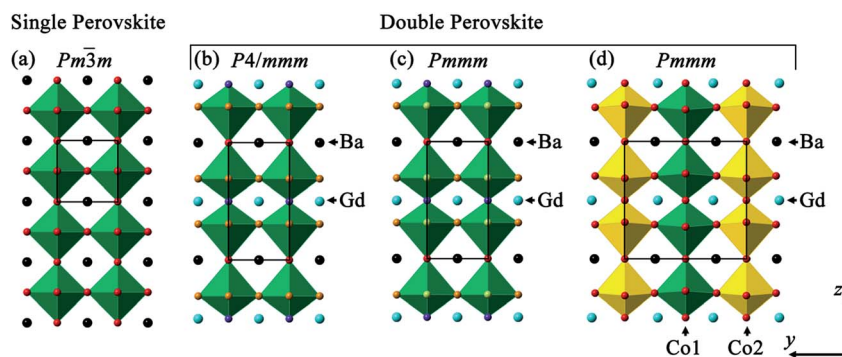 Single Perovskite
Double Perovskite
(a) Pm3̅m
(b) P4/mmm
(c) Pmmm
(d) Pmmm
Ba
Ba
Ba
Gd
Gd
Gd
z
Co1
Co2
y